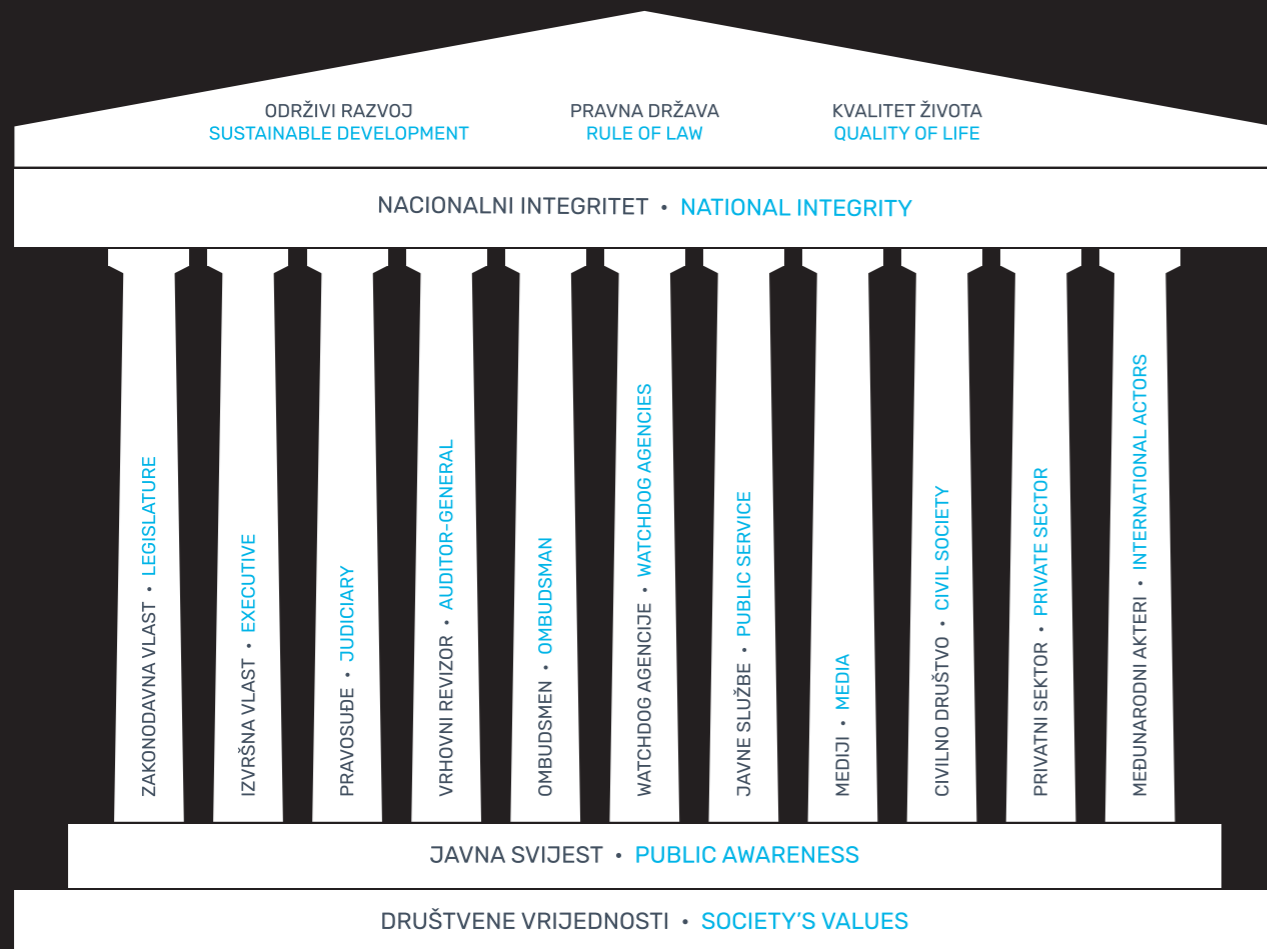 ODRŽIVI RAZVOJ
SUSTAINABLE DEVELOPMENT
PRAVNA DRŽAVA
RULE OF LAW
KVALITET ŽIVOTA
QUALITY OF LIFE
NACIONALNI INTEGRITET • NATIONAL INTEGRITY
ZAKONODAVNA VLAST • LEGISLATURE
IZVRŠNA VLAST • EXECUTIVE
PRAVOSUĐE • JUDICIARY
VRHOVNI REVIZOR • AUDITOR-GENERAL
OMBUDSMEN • OMBUDSMAN
WATCHDOG AGENCIJE • WATCHDOG AGENCIES
JAVNE SLUŽBE • PUBLIC SERVICE
MEDIJI • MEDIA
CIVILNO DRUŠTVO • CIVIL SOCIETY
PRIVATNI SEKTOR • PRIVATE SECTOR
MEĐUNARODNI AKTERI • INTERNATIONAL ACTORS
JAVNA SVIJEST • PUBLIC AWARENESS
DRUŠTVENE VRIJEDNOSTI • SOCIETY'S VALUES